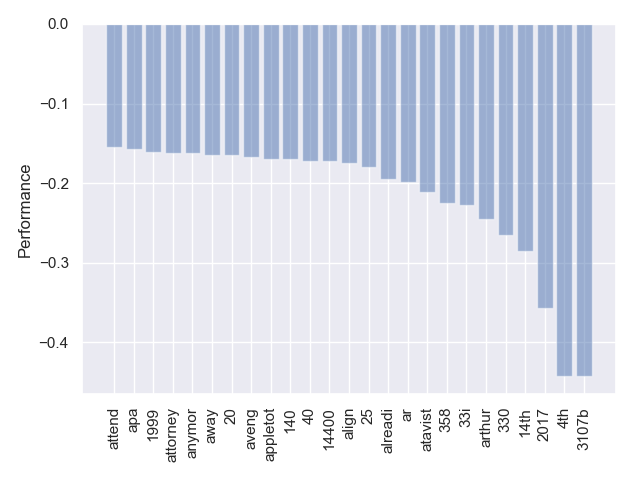 0.0
−0.1
−0.2
−0.3
−0.4
Performance
attend
apa
1999
attorney
anymor
away
20
aveng
appletot
140
40
14400
align
25
alreadi
ar
atavist
358
33i
arthur
330
14th
2017
4th
3107b